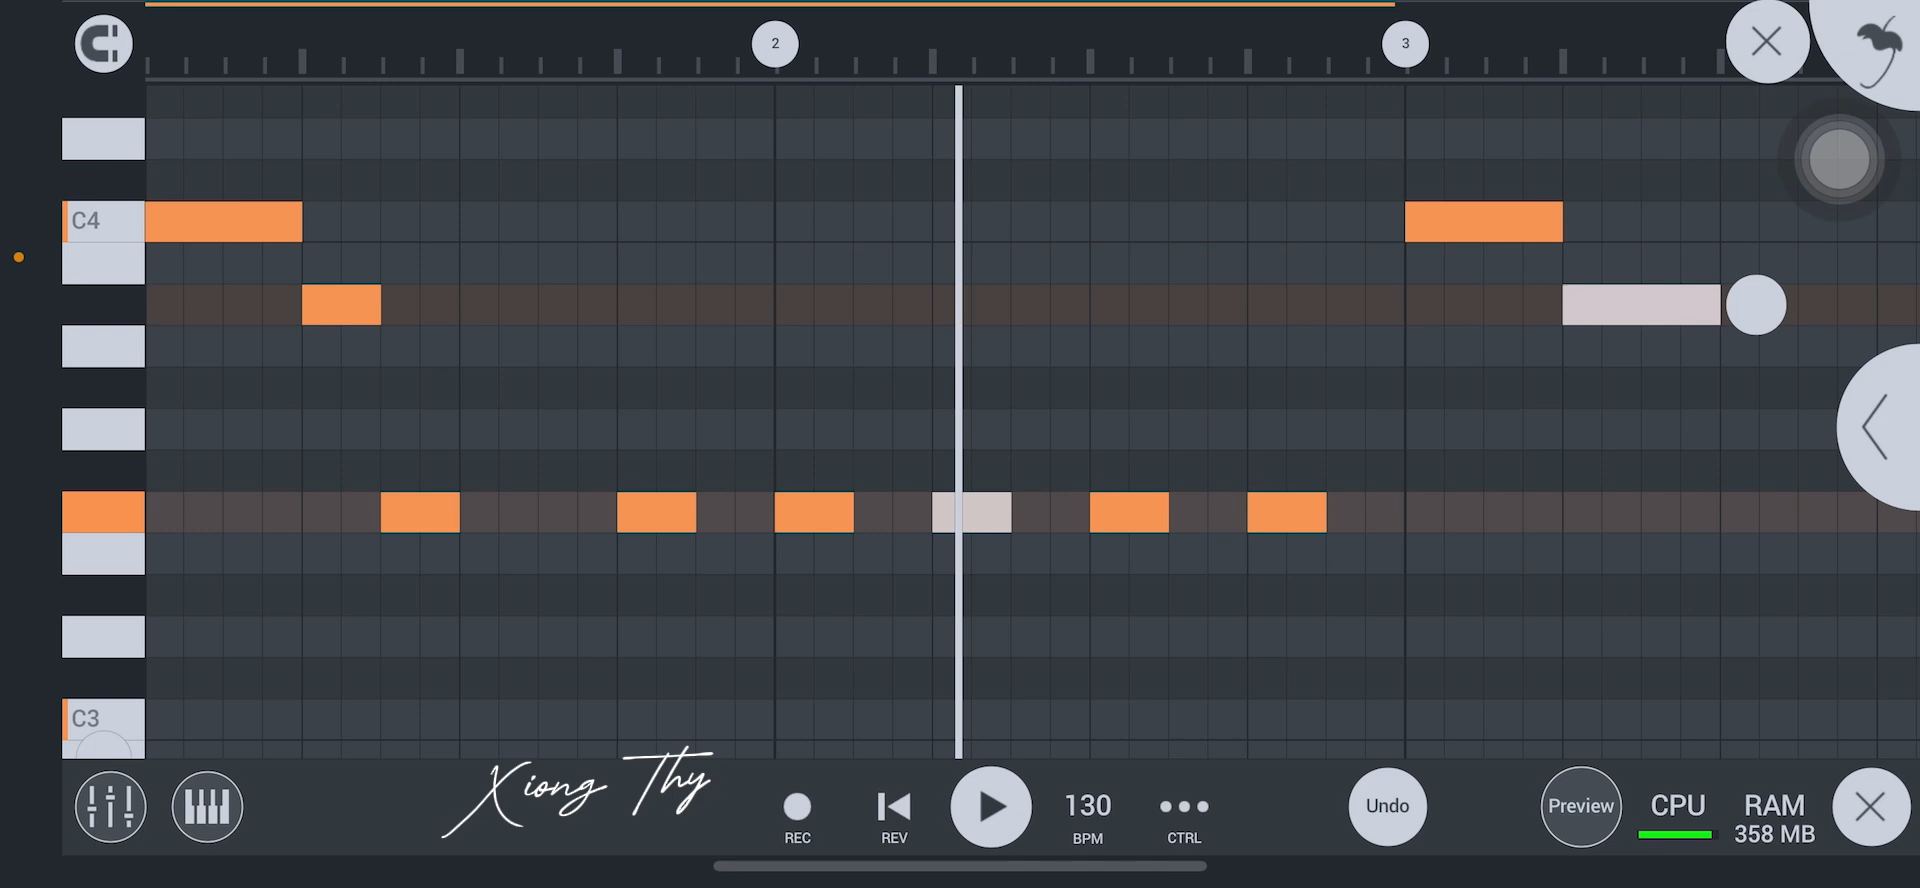 2
3
C4
C3
Xiong Thy
REC
REV
130
BPM
CTRL
Undo
Preview
CPU
RAM
358 MB